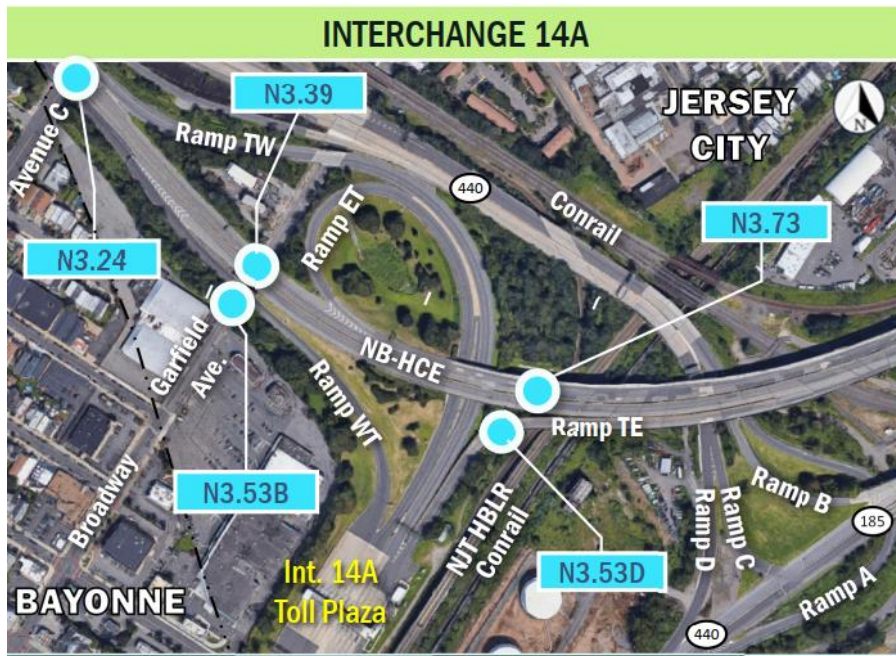 INTERCHANGE 14A
N3.39
JERSEY
CITY
N
Avenue C
Ramp TW
440
Conrail
N3.24
Ramp ET
N3.73
Garfield
Ave.
NB-HCE
Ramp WT
Ramp TE
Broadway
N3.53B
NJT HBLR
Conrail
Ramp D
Ramp C
Ramp B
185
N3.53D
Int. 14A
Toll Plaza
Ramp A
BAYONNE
440